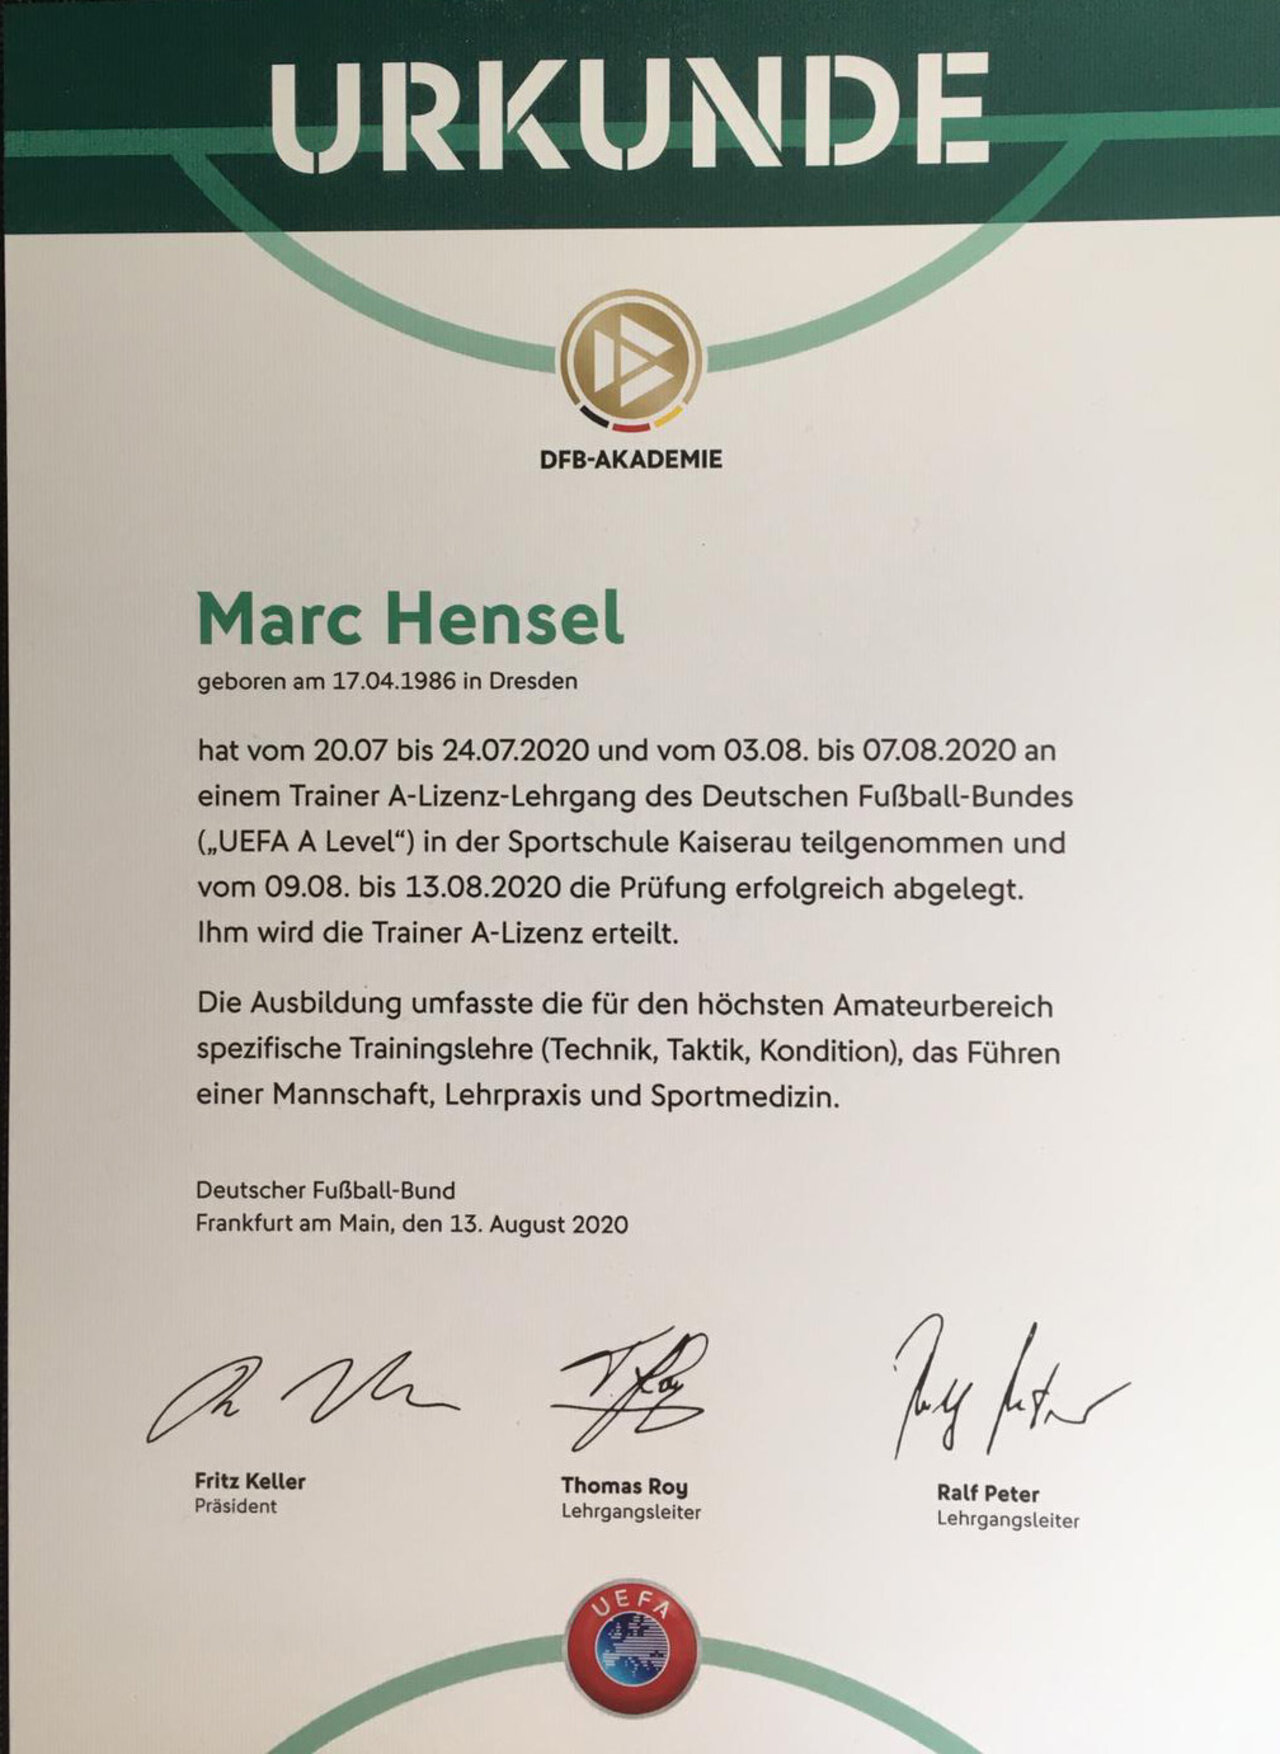 URKUNDE
DFB-AKADEMIE
Marc Hensel
geboren am 17.04.1986 in Dresden
hat vom 20.07 bis 24.07.2020 und vom 03.08. bis 07.08.2020 an
einem Trainer A-Lizenz-Lehrgang des Deutschen Fußball-Bundes
(„UEFA A Level“) in der Sportschule Kaiserau teilgenommen und
vom 09.08. bis 13.08.2020 die Prüfung erfolgreich abgelegt.
Ihm wird die Trainer A-Lizenz erteilt.
Die Ausbildung umfasste die für den höchsten Amateurbereich
spezifische Trainingslehre (Technik, Taktik, Kondition), das Führen
einer Mannschaft, Lehrpraxis und Sportmedizin.
Deutscher Fußball-Bund
Frankfurt am Main, den 13. August 2020
Fritz Keller
Präsident
Thomas Roy
Lehrgangsleiter
Ralf Peter
Lehrgangsleiter
UEFA